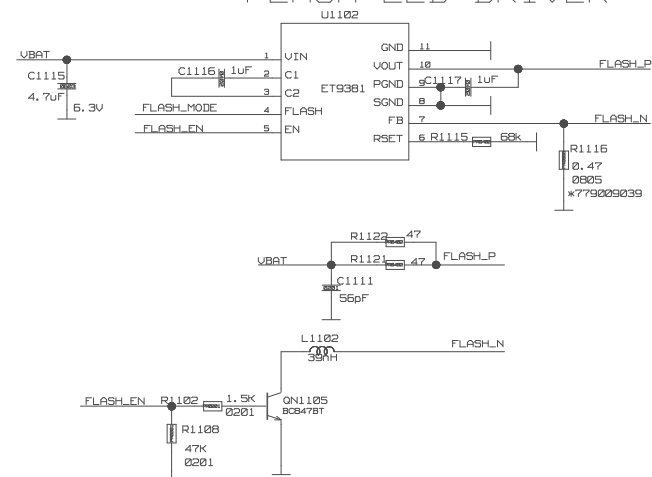 FLASH LED DRIVER
U1102
VBAT 1 VIN GND 11
C1115 C1116 1uF 2 C1 VOUT 10 FLASH_P
4.7uF 3 C2 ET9381 PGND 9 C1117 1uF
6.3V FLASH_MODE 4 FLASH SGND 8
FLASH_EN 5 EN FB 7 FLASH_N
RSET 6 R1115 68k
R1116
0.47
0805
*779009039
R1122 47
VBAT R1121 47 FLASH_P
C1111
56pF
L1102
39nH FLASH_N
FLASH_EN R1102 1.5K QN1105
0201 BC847BT
R1108
47K
0201